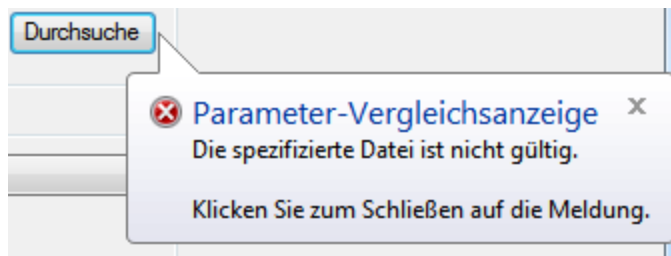 Durchsuche
Parameter-Vergleichsanzeige
Die spezifizierte Datei ist nicht gültig.
Klicken Sie zum Schließen auf die Meldung.